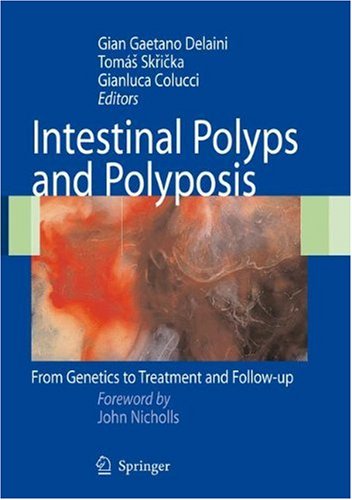 Gian Gaetano Delaini
Tomáš Skřička
Gianluca Colucci
Editors
Intestinal Polyps
and Polyposis
From Genetics to Treatment and Follow-up
Foreword by
John Nicholls
Springer